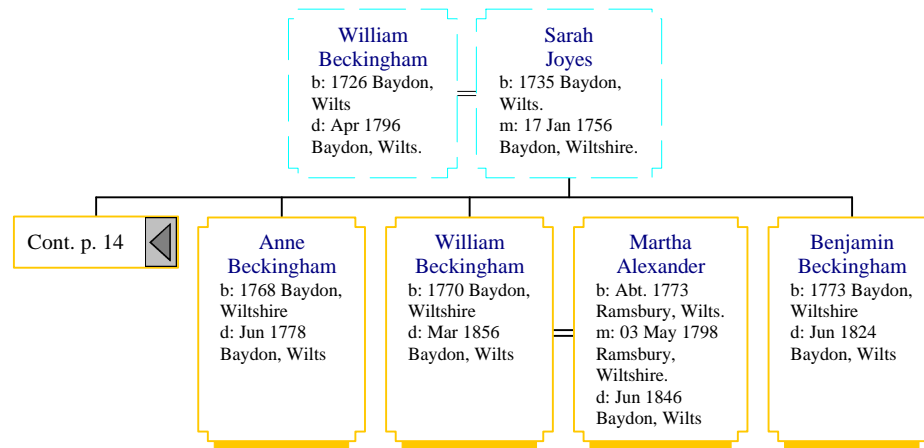 William
Beckingham
b: 1726 Baydon,
Wilts
d: Apr 1796
Baydon, Wilts.
Sarah
Joyes
b: 1735 Baydon,
Wilts.
m: 17 Jan 1756
Baydon, Wiltshire.
Cont. p. 14
Anne
Beckingham
b: 1768 Baydon,
Wiltshire
d: Jun 1778
Baydon, Wilts
William
Beckingham
b: 1770 Baydon,
Wiltshire
d: Mar 1856
Baydon, Wilts
Martha
Alexander
b: Abt. 1773
Ramsbury, Wilts.
m: 03 May 1798
Ramsbury,
Wiltshire.
d: Jun 1846
Baydon, Wilts
Benjamin
Beckingham
b: 1773 Baydon,
Wiltshire
d: Jun 1824
Baydon, Wilts